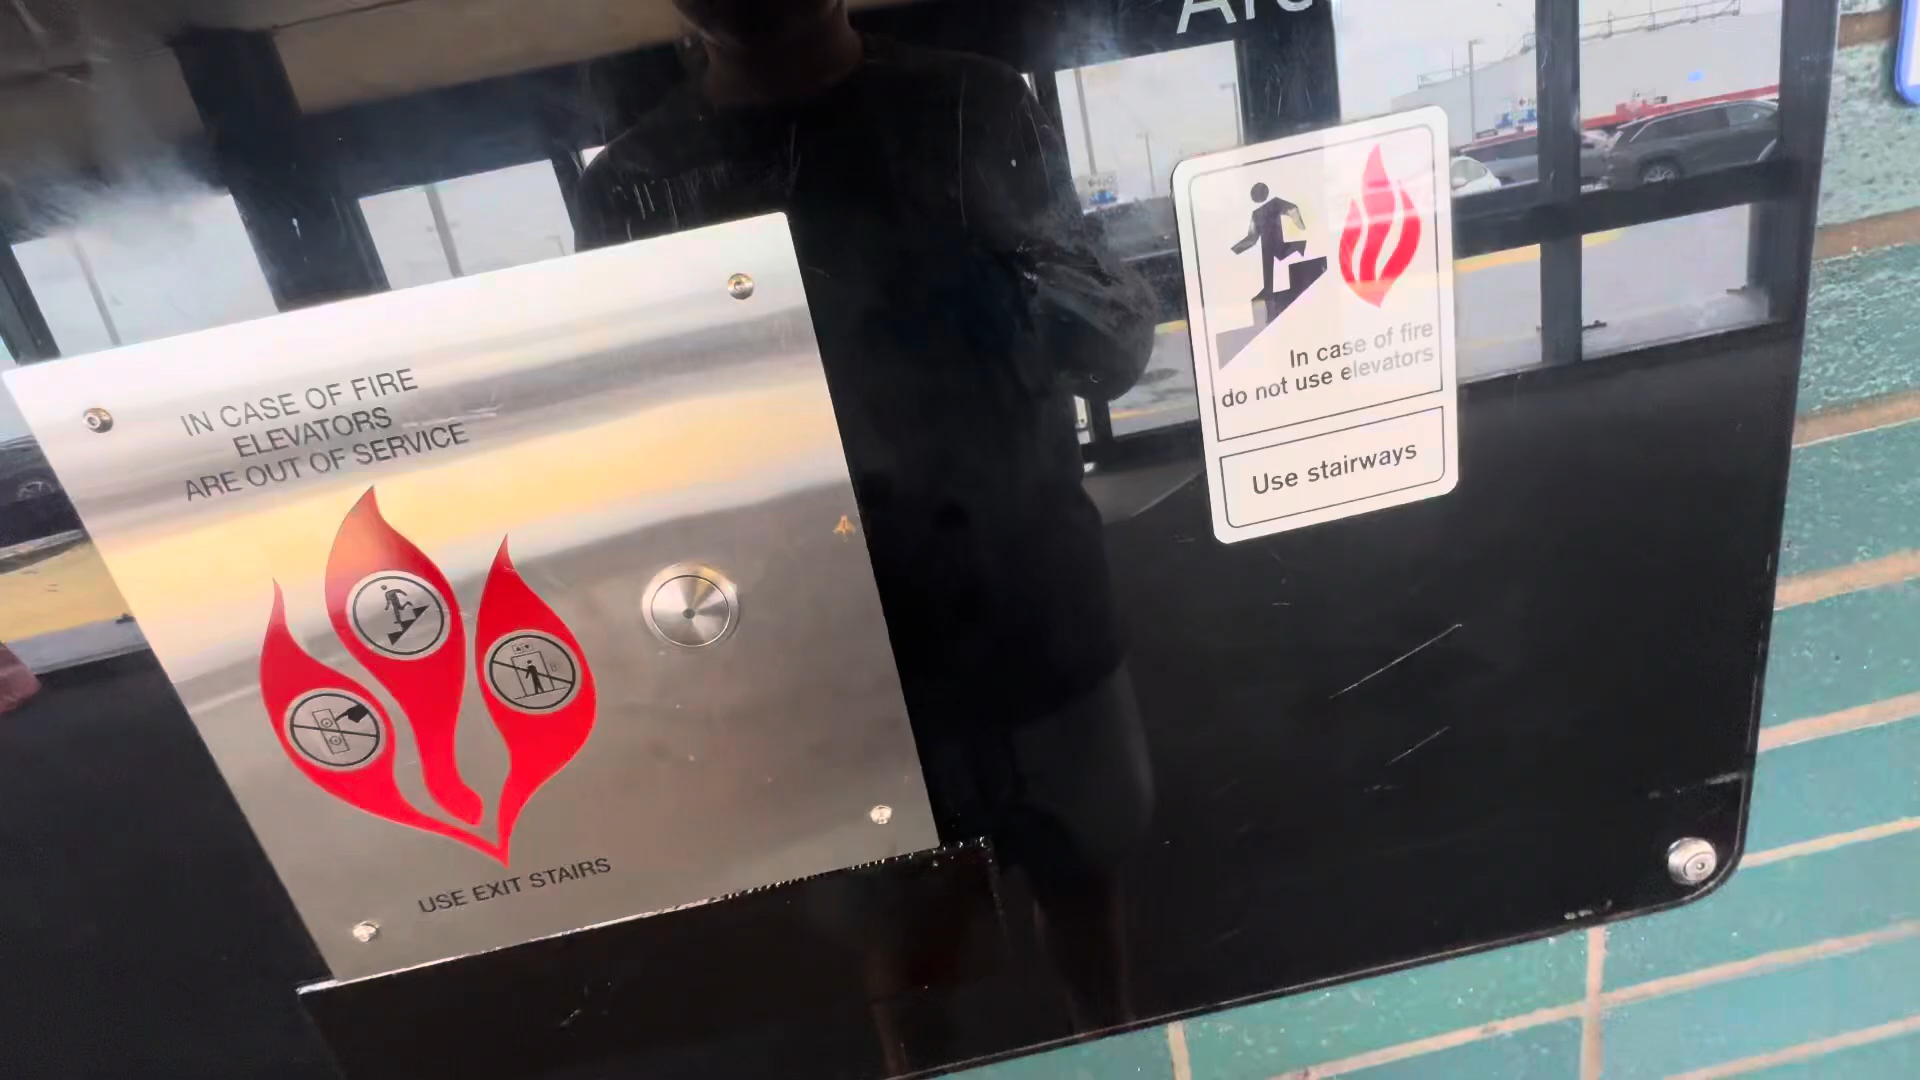 IN CASE OF FIRE
ELEVATORS
ARE OUT OF SERVICE
USE EXIT STAIRS
In case of fire
do not use elevators
Use stairways